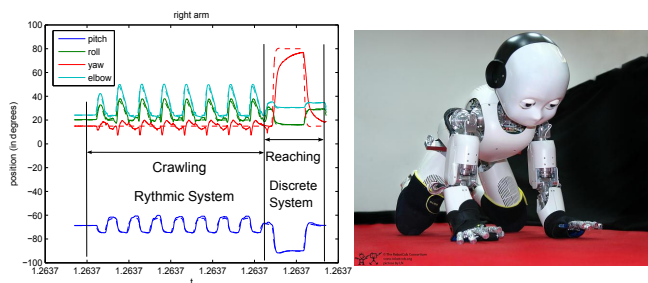 right arm
100
80
60
40
20
0
−20
−40
−60
−80
−100
position (in degrees)
pitch
roll
yaw
elbow
Crawling
Reaching
Rythmic System
Discrete
System
1.2637 1.2637 1.2637 1.2637 1.2637 1.2637 1.2637 1.2637 1.2637 1.2637
t